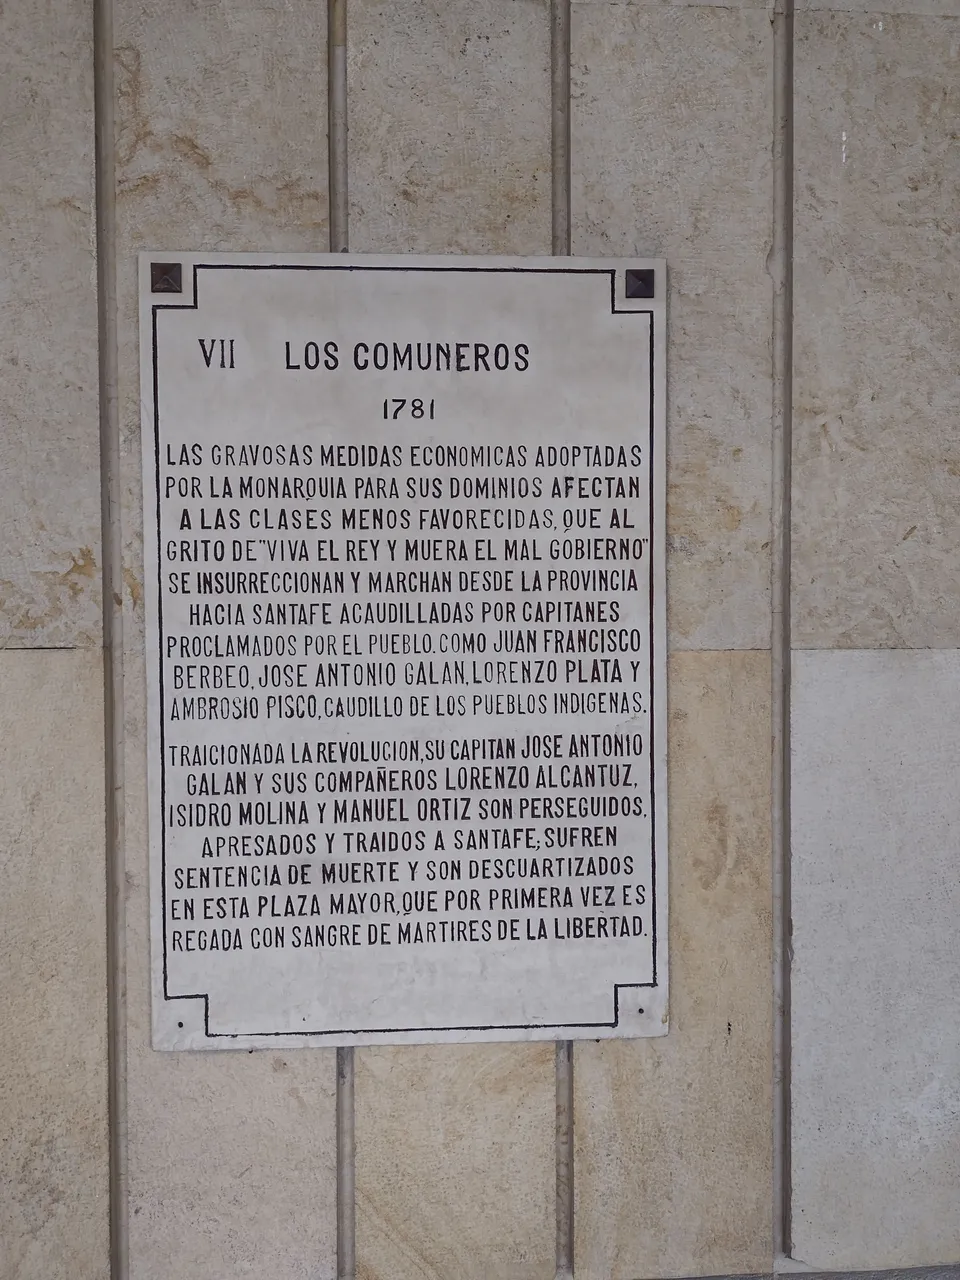 VII LOS COMUNEROS
1781
LAS GRAVOSAS MEDIDAS ECONOMICAS ADOPTADAS
POR LA MONARQUIA PARA SUS DOMINIOS AFECTAN
A LAS CLASES MENOS FAVORECIDAS, QUE AL
GRITO DE "VIVA EL REY Y MUERA EL MAL GOBIERNO"
SE INSURRECCIONAN Y MARCHAN DESDE LA PROVINCIA
HACIA SANTAFE ACAUDILLADAS POR CAPITANES
PROCLAMADOS POR EL PUEBLO. COMO JUAN FRANCISCO
BERBEO, JOSE ANTONIO GALAN, LORENZO PLATA Y
AMBROSIO PISCO, CAUDILLO DE LOS PUEBLOS INDIGENAS.
TRAICIONADA LA REVOLUCION, SU CAPITAN JOSE ANTONIO
GALAN Y SUS COMPAÑEROS LORENZO ALCANTUZ,
ISIDRO MOLINA Y MANUEL ORTIZ SON PERSEGUIDOS,
APRESADOS Y TRAIDOS A SANTAFE; SUFREN
SENTENCIA DE MUERTE Y SON DESCUARTIZADOS
EN ESTA PLAZA MAYOR, QUE POR PRIMERA VEZ ES
REGADA CON SANGRE DE MARTIRES DE LA LIBERTAD.